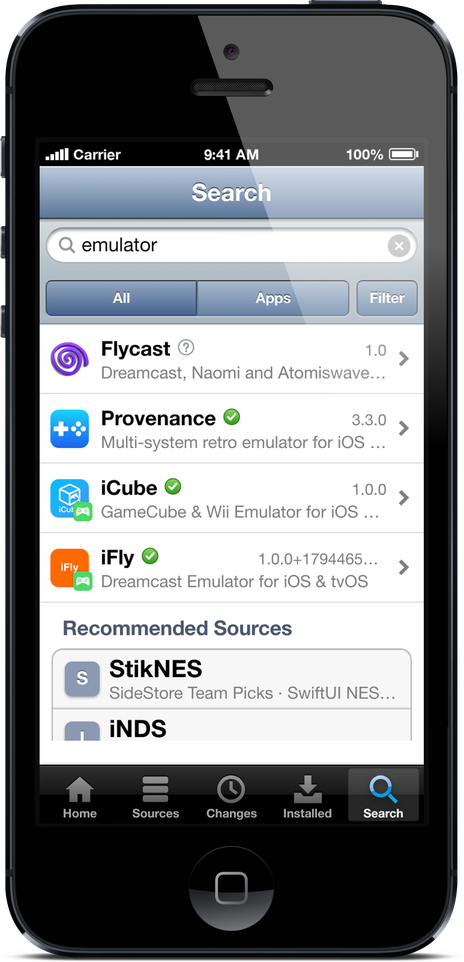 Carrier 9:41 AM 100%
Search
emulator
All Apps Filter
Flycast ? 1.0
Dreamcast, Naomi and Atomiswave…
Provenance 3.3.0
Multi-system retro emulator for iOS …
iCube 1.0.0
GameCube & Wii Emulator for iOS …
iFly
iFly 1.0.0+1794465…
Dreamcast Emulator for iOS & tvOS
Recommended Sources
S
StikNES
SideStore Team Picks · SwiftUI NES…
iNDS
Home Sources Changes Installed Search